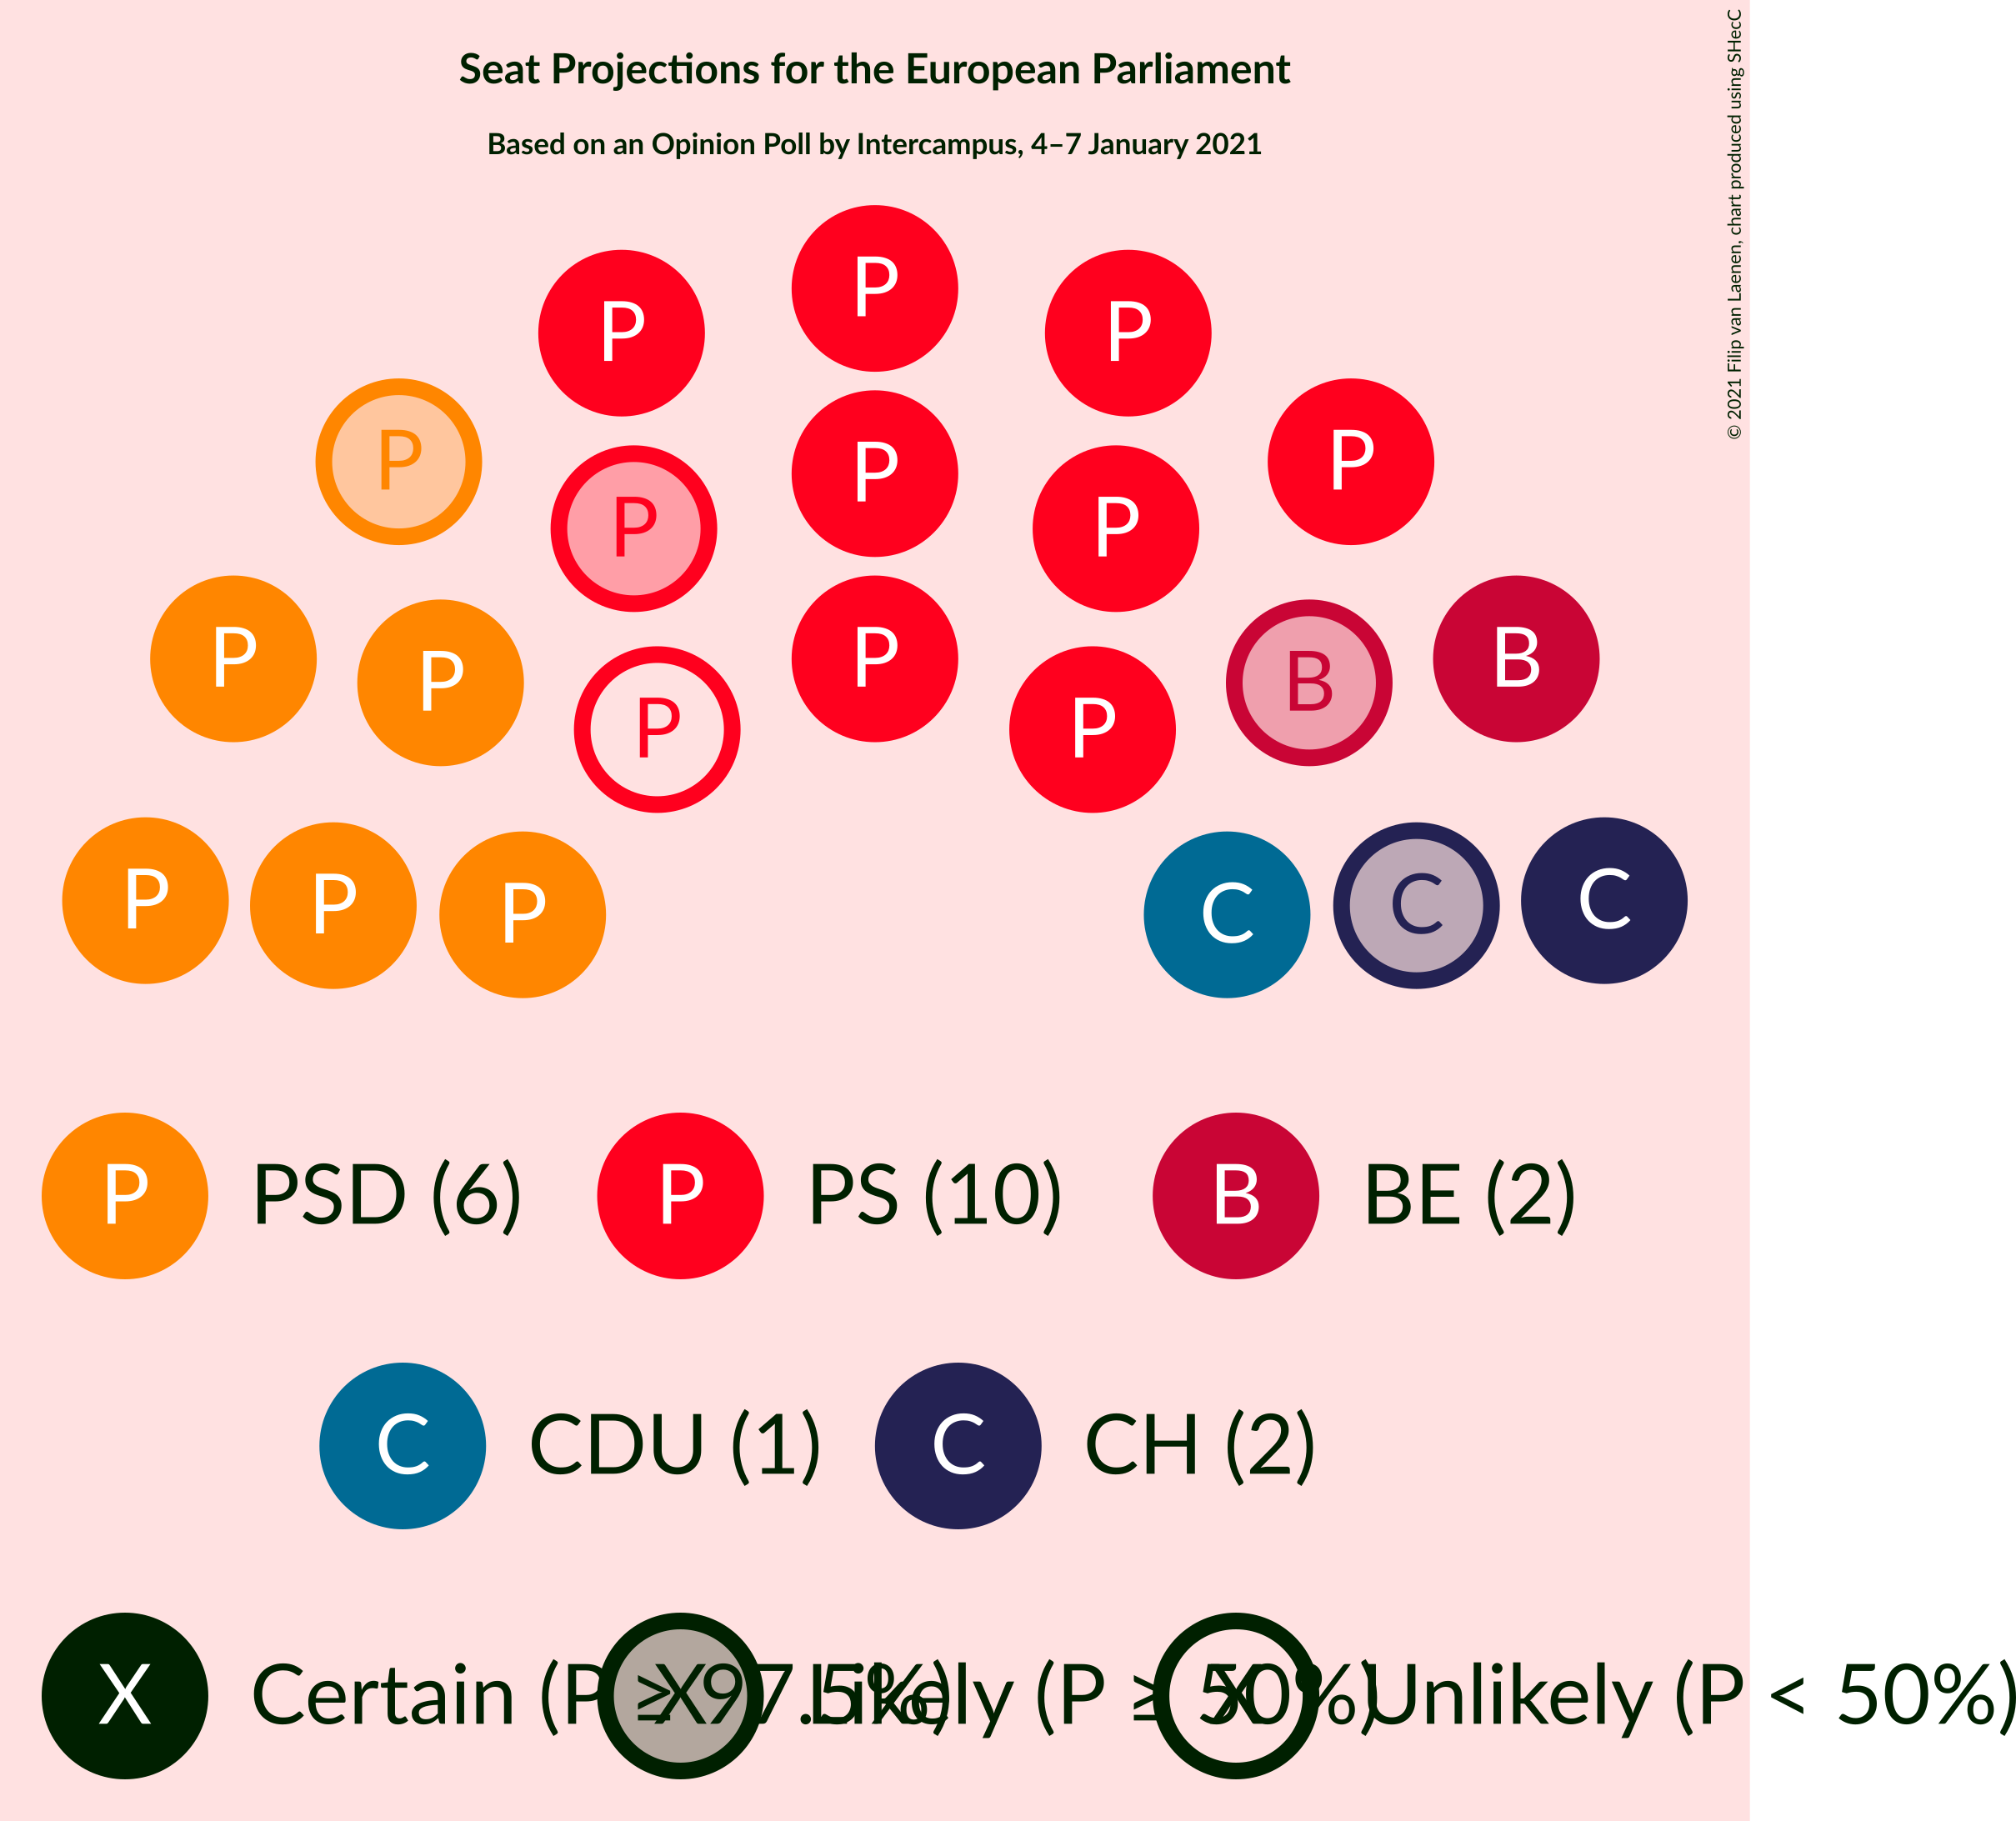 Seat Projections for the European Parliament
Based on an Opinion Poll by Intercampus, 4–7 January 2021
© 2021 Filip van Laenen, chart produced using SHecC
P
P P
P P
P
P P
P
P P
B B
P P P
P P
C C C
P PSD (6) P PS (10) B BE (2)
C CDU (1) C CH (2)
X Certain (P ≥ 97.5%) X Likely (P ≥ 50%) X Unlikely (P < 50%)